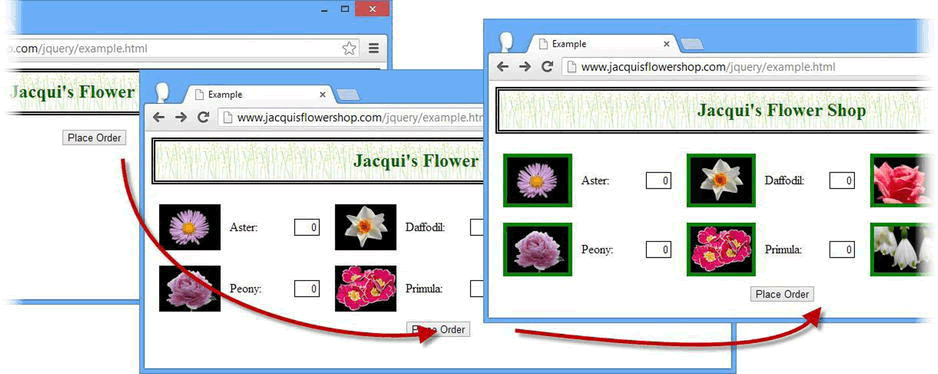 p.com/jquery/example.html
Jacqui's Flower
Place Order
Example
www.jacquisflowershop.com/jquery/example.htm
Jacqui's Flower
Aster: 0 Daffodil:
Peony: 0 Primula:
Place Order
Example
www.jacquisflowershop.com/jquery/example.html
Jacqui's Flower Shop
Aster: 0 Daffodil: 0
Peony: 0 Primula: 0
Place Order